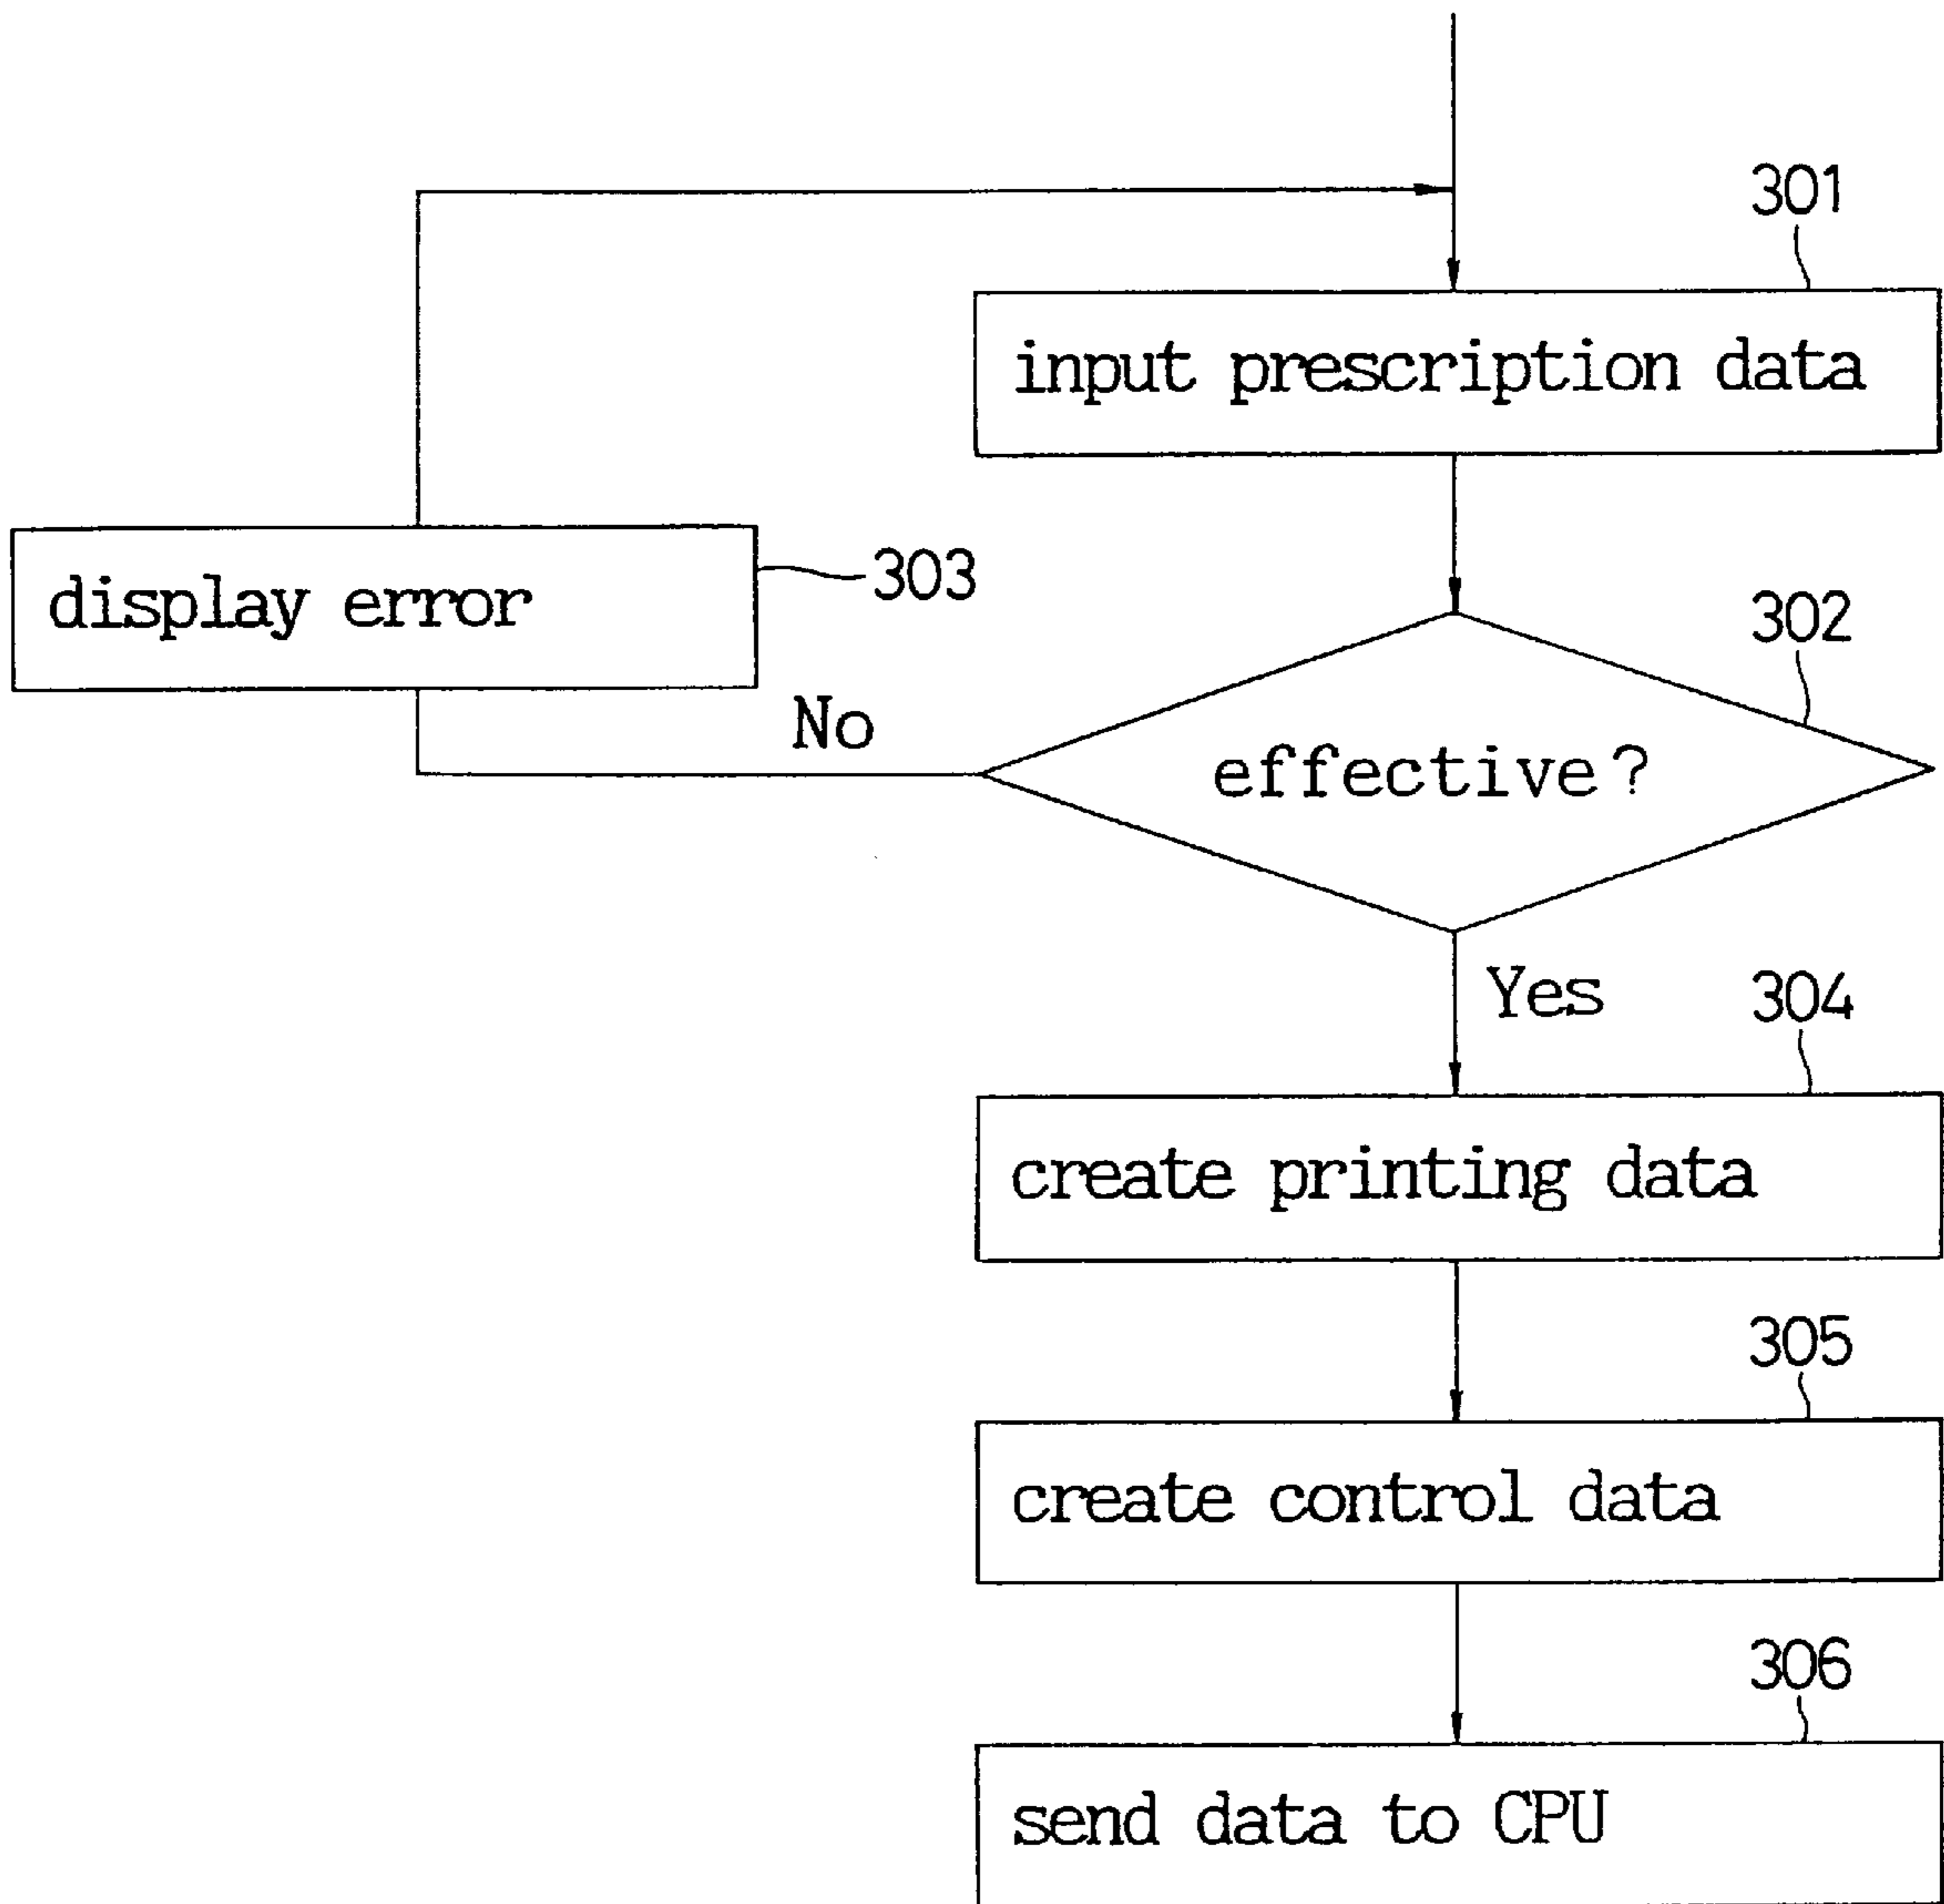 301
input prescription data
303
display error
302
No
effective?
Yes
304
create printing data
305
create control data
306
send data to CPU